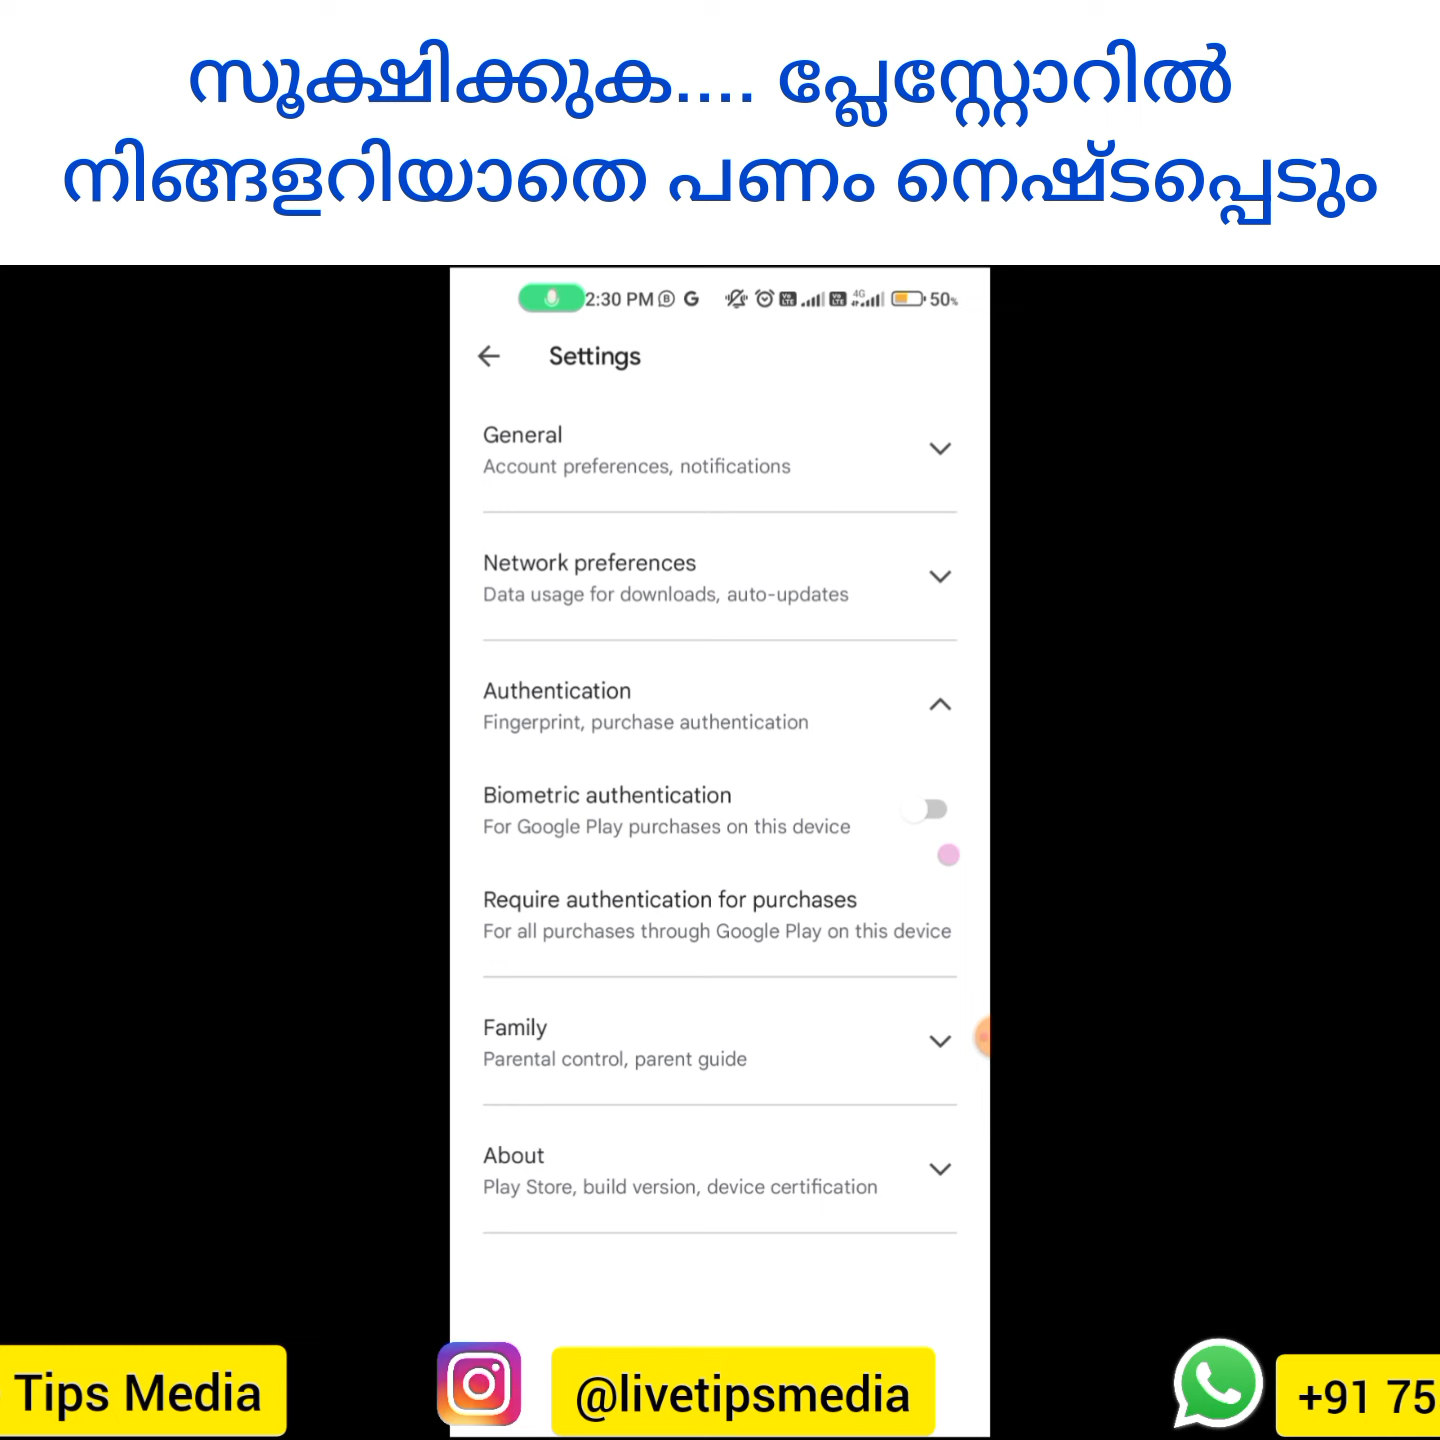 സൂക്ഷിക്കുക.... പ്ലേസ്റ്റോറിൽ
നിങ്ങളറിയാതെ പണം നെഷ്ടപ്പെടും
2:30 PM
4G
50%
Settings
General
Account preferences, notifications
Network preferences
Data usage for downloads, auto-updates
Authentication
Fingerprint, purchase authentication
Biometric authentication
For Google Play purchases on this device
Require authentication for purchases
For all purchases through Google Play on this device
Family
Parental control, parent guide
About
Play Store, build version, device certification
Tips Media
@livetipsmedia
+91 75